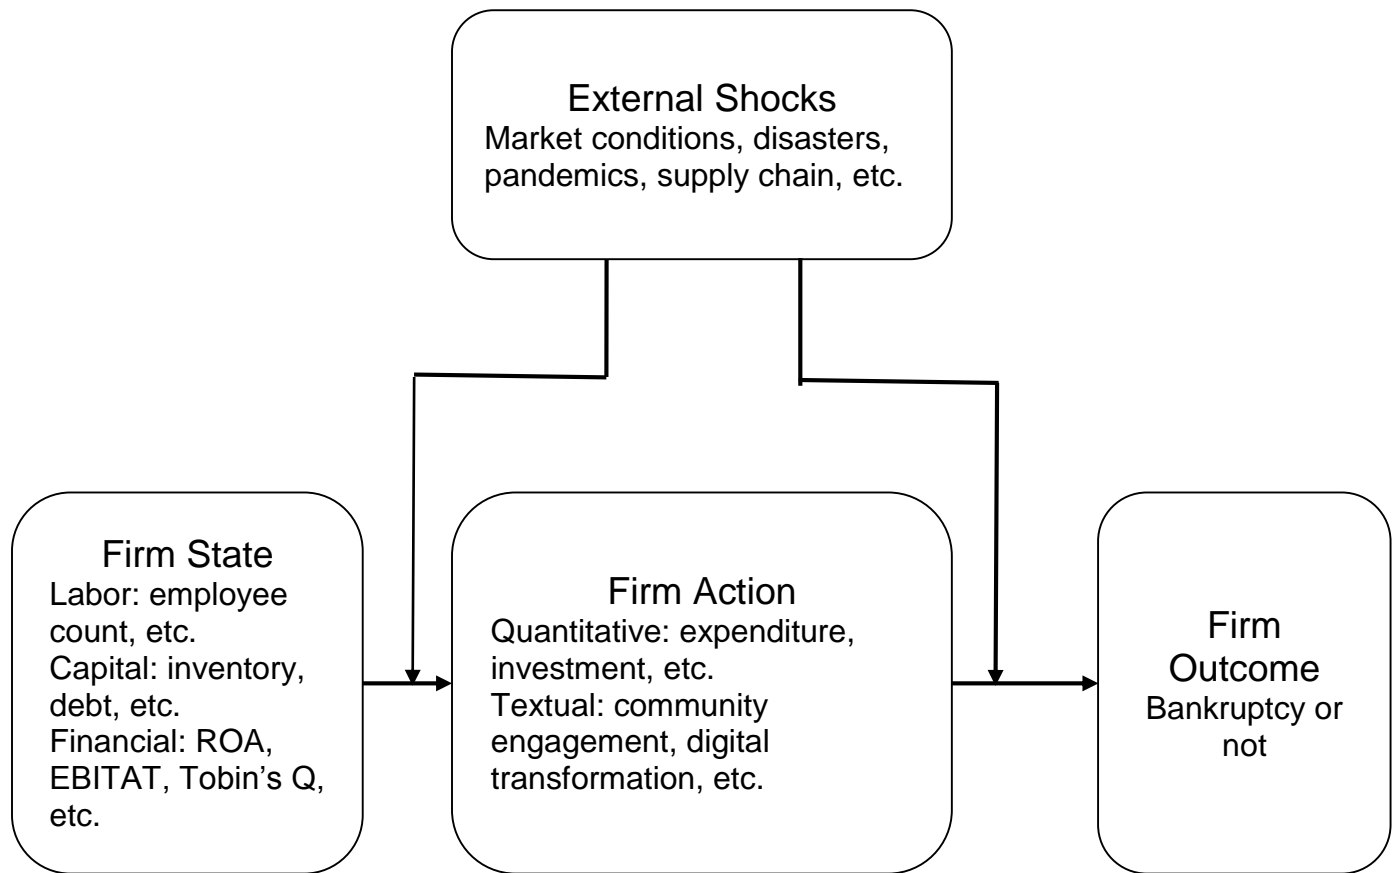 External Shocks
Market conditions, disasters,
pandemics, supply chain, etc.
Firm State
Labor: employee
count, etc.
Capital: inventory,
debt, etc.
Financial: ROA,
EBITAT, Tobin’s Q,
etc.
Firm Action
Quantitative: expenditure,
investment, etc.
Textual: community
engagement, digital
transformation, etc.
Firm
Outcome
Bankruptcy or
not